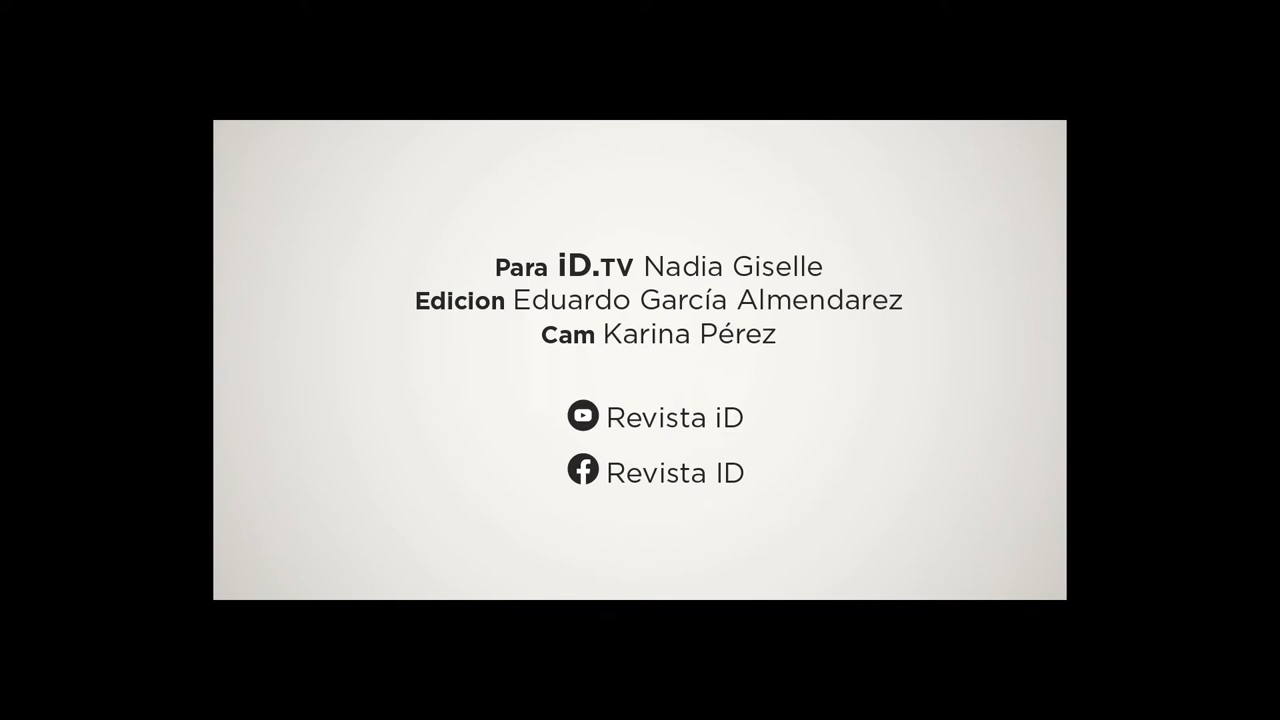 Para iD.TV Nadia Giselle
Edicion Eduardo García Almendarez
Cam Karina Pérez
Revista iD
Revista ID